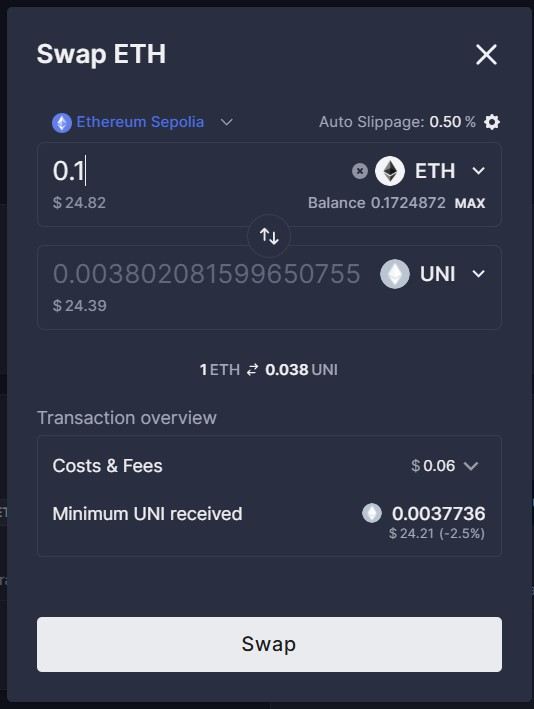 Swap ETH
Ethereum Sepolia Auto Slippage: 0.50 %
0.1 ETH
$ 24.82 Balance 0.1724872 MAX
0.003802081599650755 UNI
$ 24.39
1 ETH ⇄ 0.038 UNI
Transaction overview
Costs & Fees $ 0.06
Minimum UNI received 0.0037736
$ 24.21 (-2.5%)
Swap